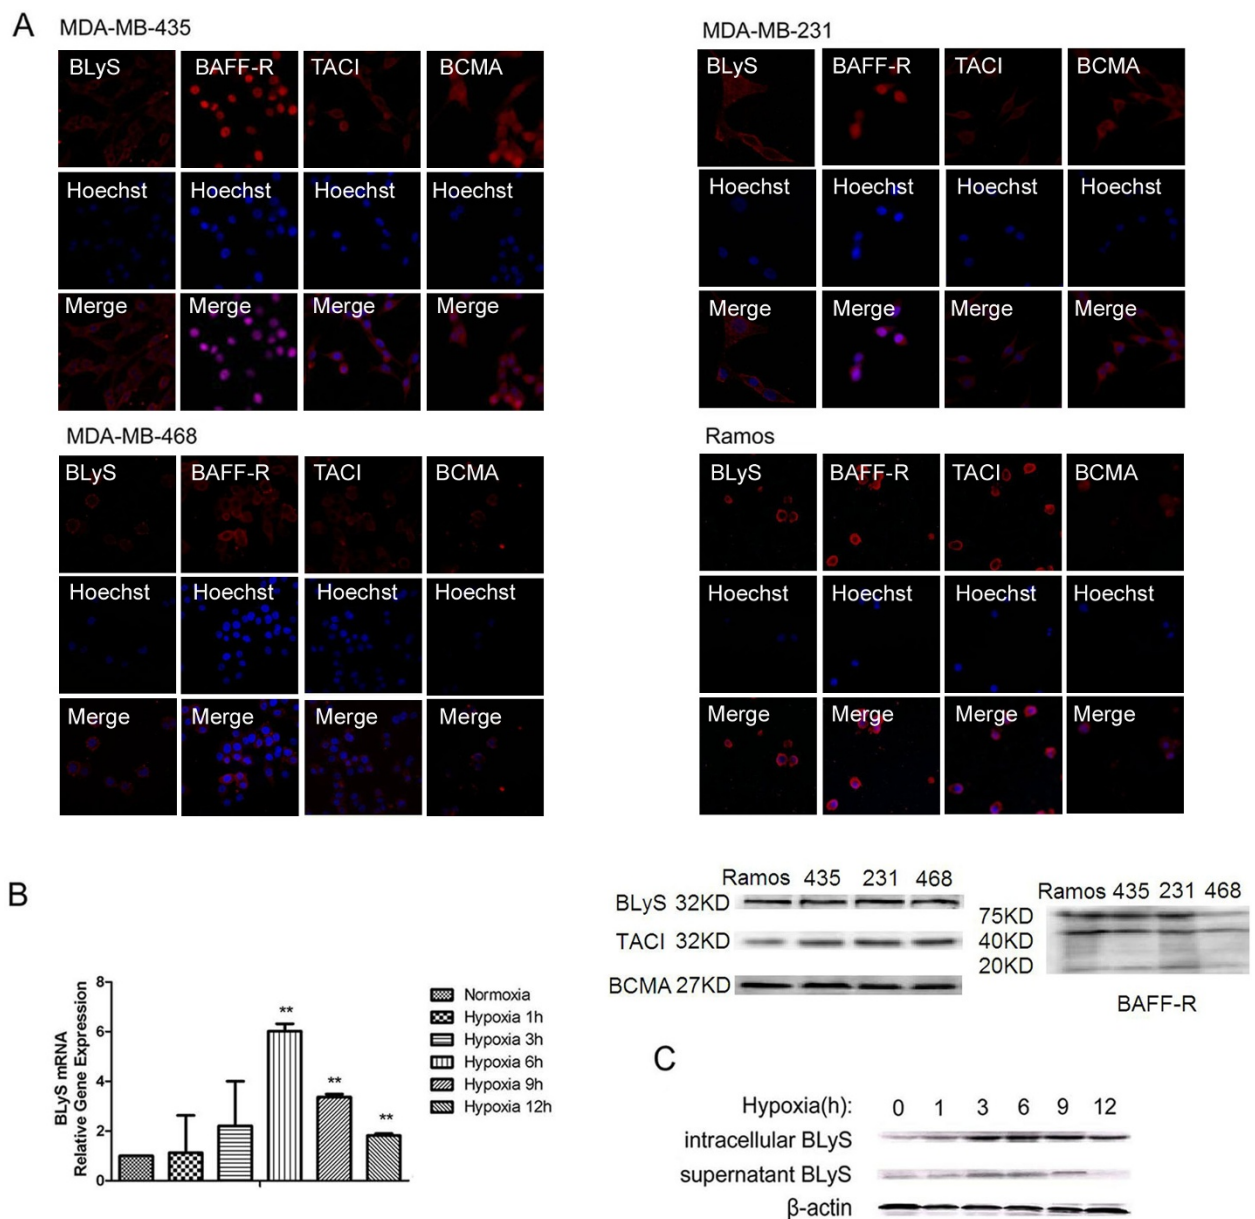 A
MDA-MB-435
BLyS BAFF-R TACI BCMA
Hoechst Hoechst Hoechst Hoechst
Merge Merge Merge Merge
MDA-MB-231
BLyS BAFF-R TACI BCMA
Hoechst Hoechst Hoechst Hoechst
Merge Merge Merge Merge
MDA-MB-468
BLyS BAFF-R TACI BCMA
Hoechst Hoechst Hoechst Hoechst
Merge Merge Merge Merge
Ramos
BLyS BAFF-R TACI BCMA
Hoechst Hoechst Hoechst Hoechst
Merge Merge Merge Merge
Ramos 435 231 468
BLyS 32KD
TACI 32KD
BCMA 27KD
Ramos 435 231 468
75KD
40KD
20KD
BAFF-R
B
BLyS mRNA
Relative Gene Expression
8
6
4
2
0
**
**
**
Normoxia
Hypoxia 1h
Hypoxia 3h
Hypoxia 6h
Hypoxia 9h
Hypoxia 12h
C
Hypoxia(h): 0 1 3 6 9 12
intracellular BLyS
supernatant BLyS
β-actin